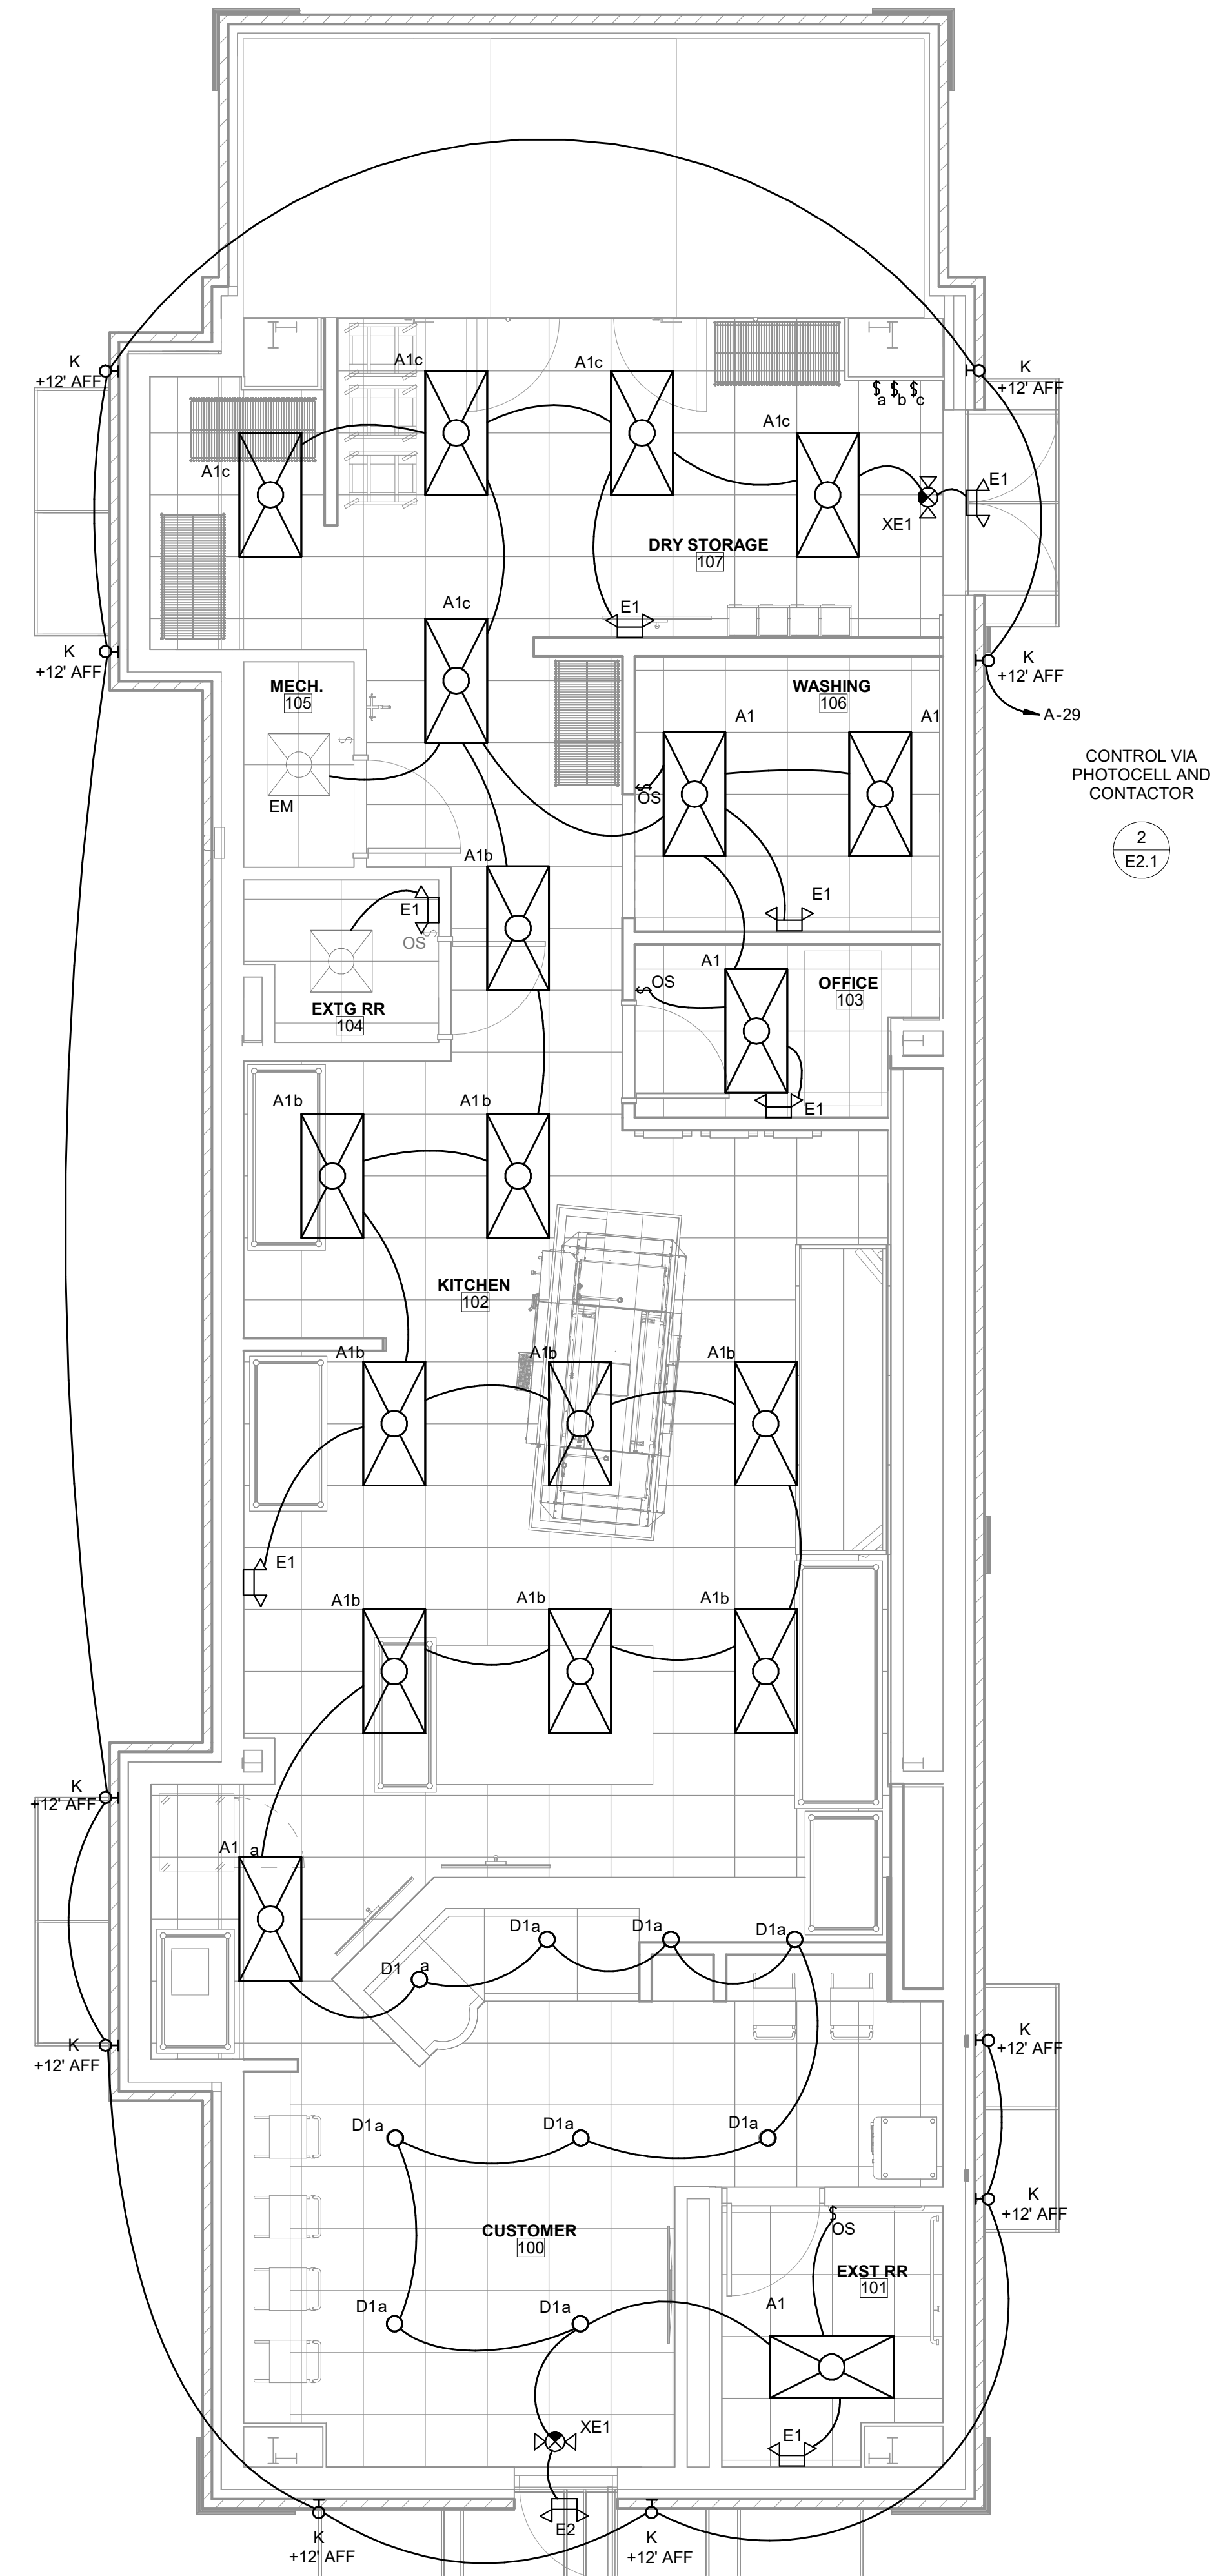 K
+12' AFF
A1c
A1c
K
+12' AFF
$a $b $c
A1c
A1c
E1
XE1
DRY STORAGE
107
A1c
E1
K
+12' AFF
K
+12' AFF
MECH.
105
WASHING
106
A1
A1
A-29
CONTROL VIA
PHOTOCELL AND
CONTACTOR
2
E2.1
$
$
OS
EM
A1b
E1
E1
$
OS
A1
$
OS
OFFICE
103
EXTG RR
104
A1b
A1b
E1
KITCHEN
102
A1b
A1b
A1b
E1
A1b
A1b
A1b
K
+12' AFF
A1
a
D1a
D1a
D1a
D1
a
K
+12' AFF
K
+12' AFF
D1a
D1a
D1a
K
+12' AFF
$
OS
CUSTOMER
100
EXST RR
101
D1a
D1a
A1
XE1
E1
E2
K
+12' AFF
K
+12' AFF